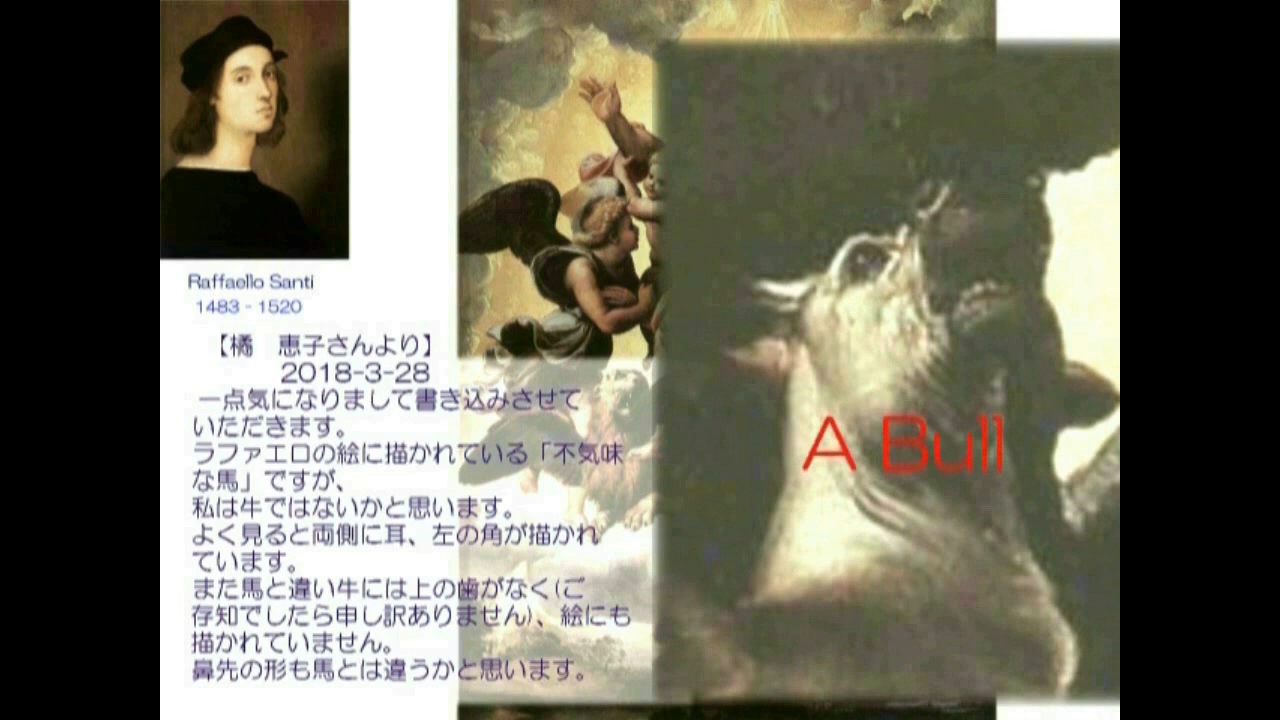 Raffaello Santi
1483 - 1520
【橘　恵子さんより】
2018-3-28
一点気になりまして書き込みさせて
いただきます。
ラファエロの絵に描かれている「不気味
な馬」ですが、
私は牛ではないかと思います。
よく見ると両側に耳、左の角が描かれ
ています。
また馬と違い牛には上の歯がなく(ご
存知でしたら申し訳ありません)、絵にも
描かれていません。
鼻先の形も馬とは違うかと思います。
A Bull